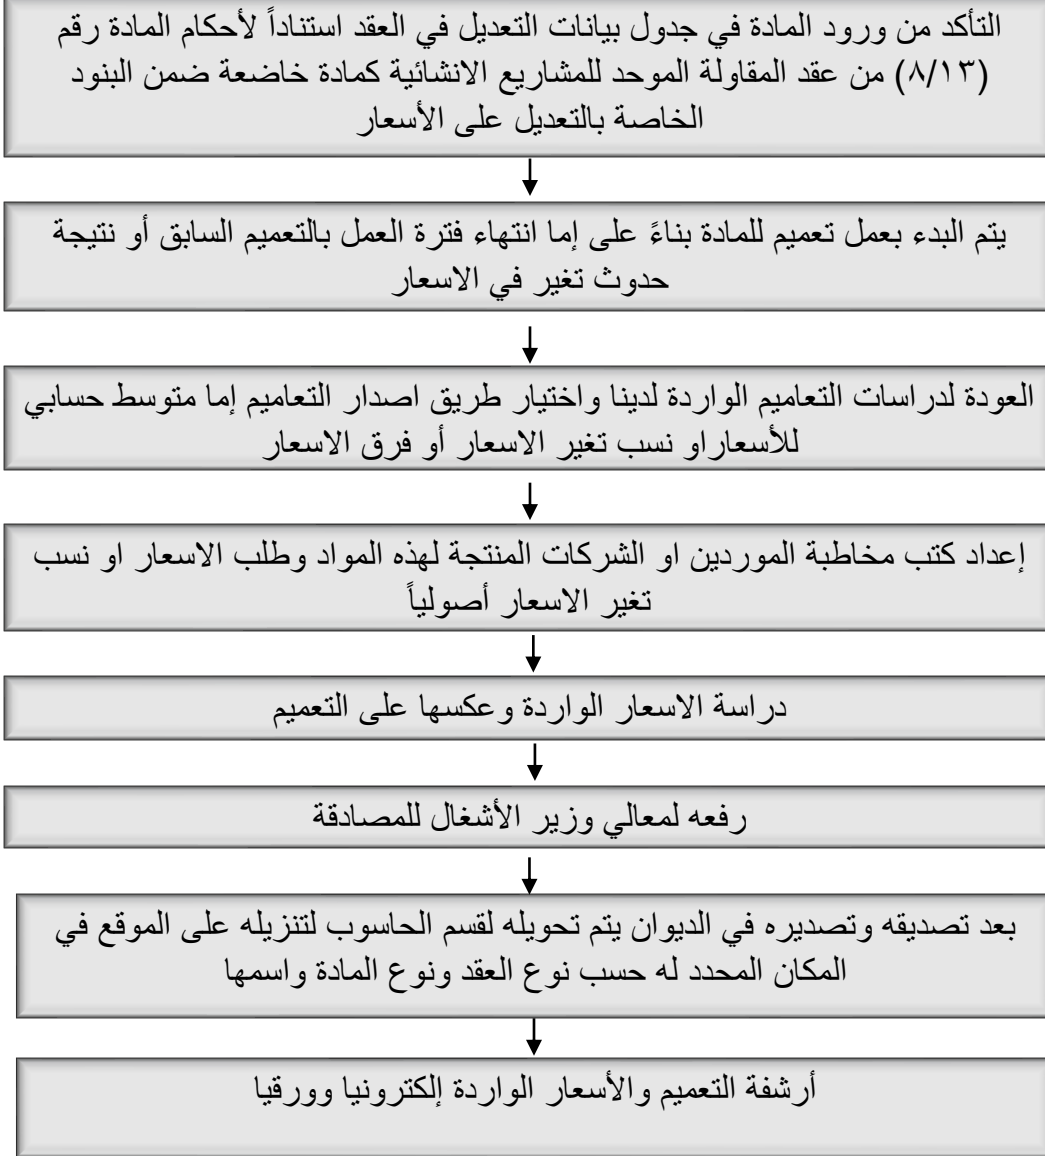 التأكد من ورود المادة في جدول بيانات التعديل في العقد استناداً لأحكام المادة رقم
(٨/١٣) من عقد المقاولة الموحد للمشاريع الانشائية كمادة خاضعة ضمن البنود
الخاصة بالتعديل على الأسعار
يتم البدء بعمل تعميم للمادة بناءً على إما انتهاء فترة العمل بالتعميم السابق أو نتيجة
حدوث تغير في الاسعار
العودة لدراسات التعاميم الواردة لدينا واختيار طريق اصدار التعاميم إما متوسط حسابي
للأسعاراو نسب تغير الاسعار أو فرق الاسعار
إعداد كتب مخاطبة الموردين او الشركات المنتجة لهذه المواد وطلب الاسعار او نسب
تغير الاسعار أصولياً
دراسة الاسعار الواردة وعكسها على التعميم
رفعه لمعالي وزير الأشغال للمصادقة
بعد تصديقه وتصديره في الديوان يتم تحويله لقسم الحاسوب لتنزيله على الموقع في
المكان المحدد له حسب نوع العقد ونوع المادة واسمها
أرشفة التعميم والأسعار الواردة إلكترونيا وورقيا